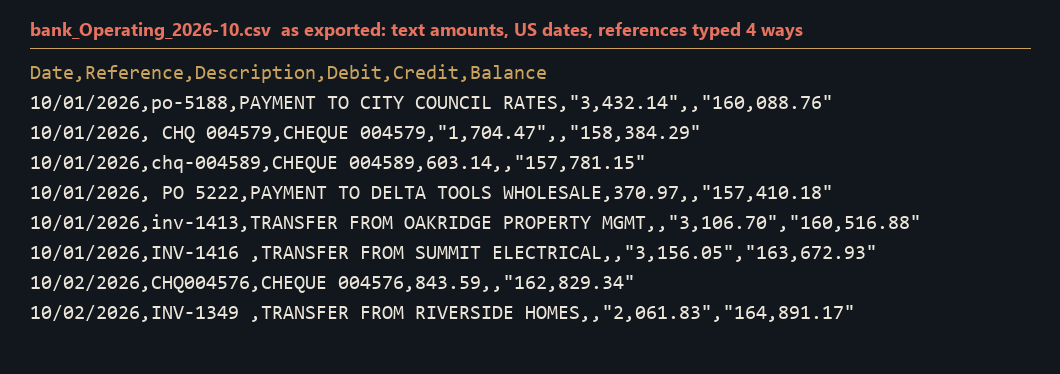 bank_Operating_2026-10.csv  as exported: text amounts, US dates, references typed 4 ways
Date,Reference,Description,Debit,Credit,Balance
10/01/2026,po-5188,PAYMENT TO CITY COUNCIL RATES,"3,432.14",,"160,088.76"
10/01/2026, CHQ 004579,CHEQUE 004579,"1,704.47",,"158,384.29"
10/01/2026,chq-004589,CHEQUE 004589,603.14,,"157,781.15"
10/01/2026, PO 5222,PAYMENT TO DELTA TOOLS WHOLESALE,370.97,,"157,410.18"
10/01/2026,inv-1413,TRANSFER FROM OAKRIDGE PROPERTY MGMT,,"3,106.70","160,516.88"
10/01/2026,INV-1416 ,TRANSFER FROM SUMMIT ELECTRICAL,,"3,156.05","163,672.93"
10/02/2026,CHQ004576,CHEQUE 004576,843.59,,"162,829.34"
10/02/2026,INV-1349 ,TRANSFER FROM RIVERSIDE HOMES,,"2,061.83","164,891.17"